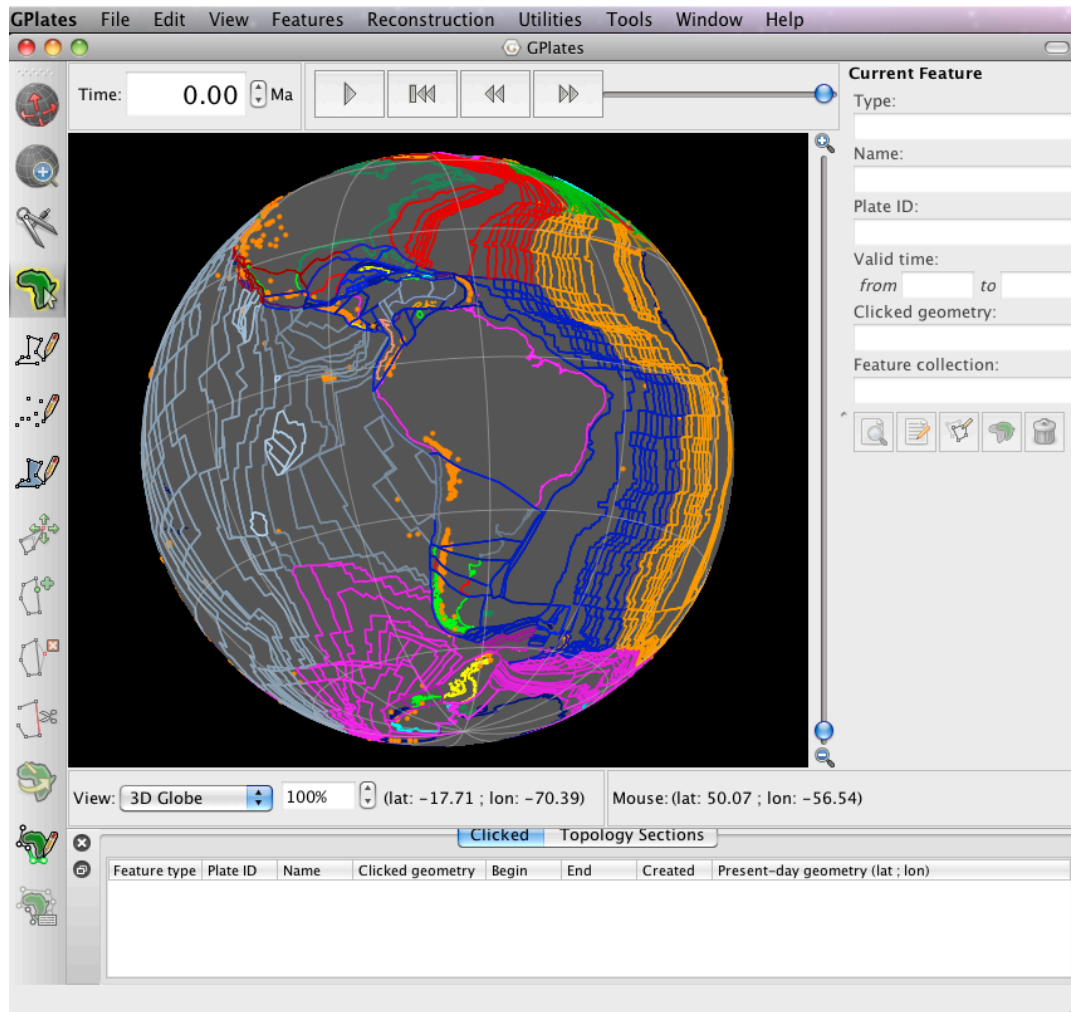 GPlates File Edit View Features Reconstruction Utilities Tools Window Help
GPlates
Time: 0.00 Ma
Current Feature
Type:
Name:
Plate ID:
Valid time:
from to
Clicked geometry:
Feature collection:
View: 3D Globe 100% (lat: -17.71 ; lon: -70.39) Mouse: (lat: 50.07 ; lon: -56.54)
Clicked Topology Sections
Feature type Plate ID Name Clicked geometry Begin End Created Present-day geometry (lat ; lon)